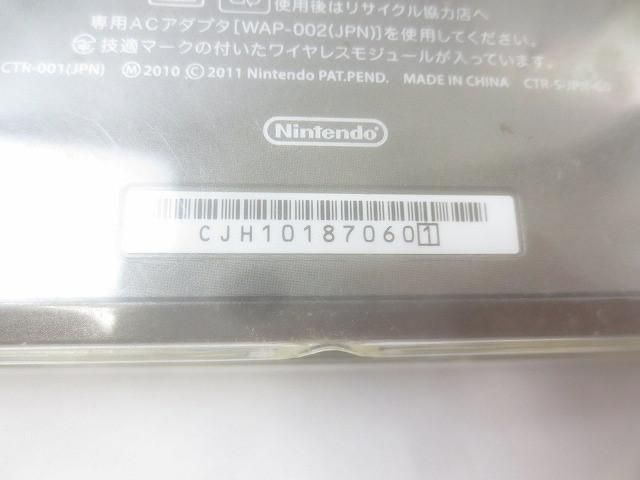 使用後はリサイクル協力店へ
専用ACアダプタ[WAP-002(JPN)]を使用してください。
技適マークの付いたワイヤレスモジュールが入っています。
CTR-001(JPN) Ⓜ 2010 Ⓒ 2011 Nintendo PAT.PEND. MADE IN CHINA
Nintendo
CJH101870601